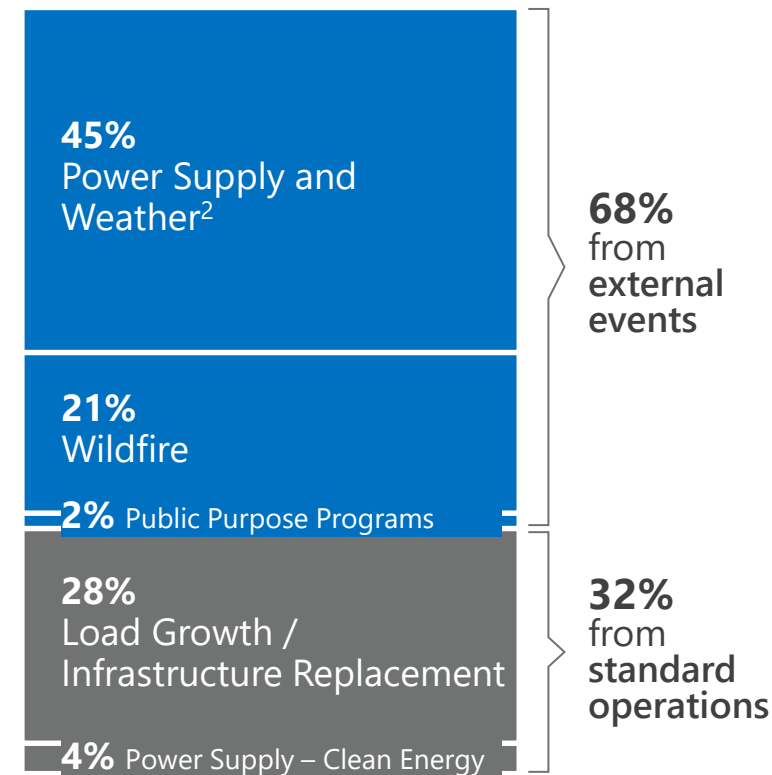 45%
Power Supply and
Weather²
21%
Wildfire
2% Public Purpose Programs
28%
Load Growth /
Infrastructure Replacement
4% Power Supply – Clean Energy
68%
from
external
events
32%
from
standard
operations